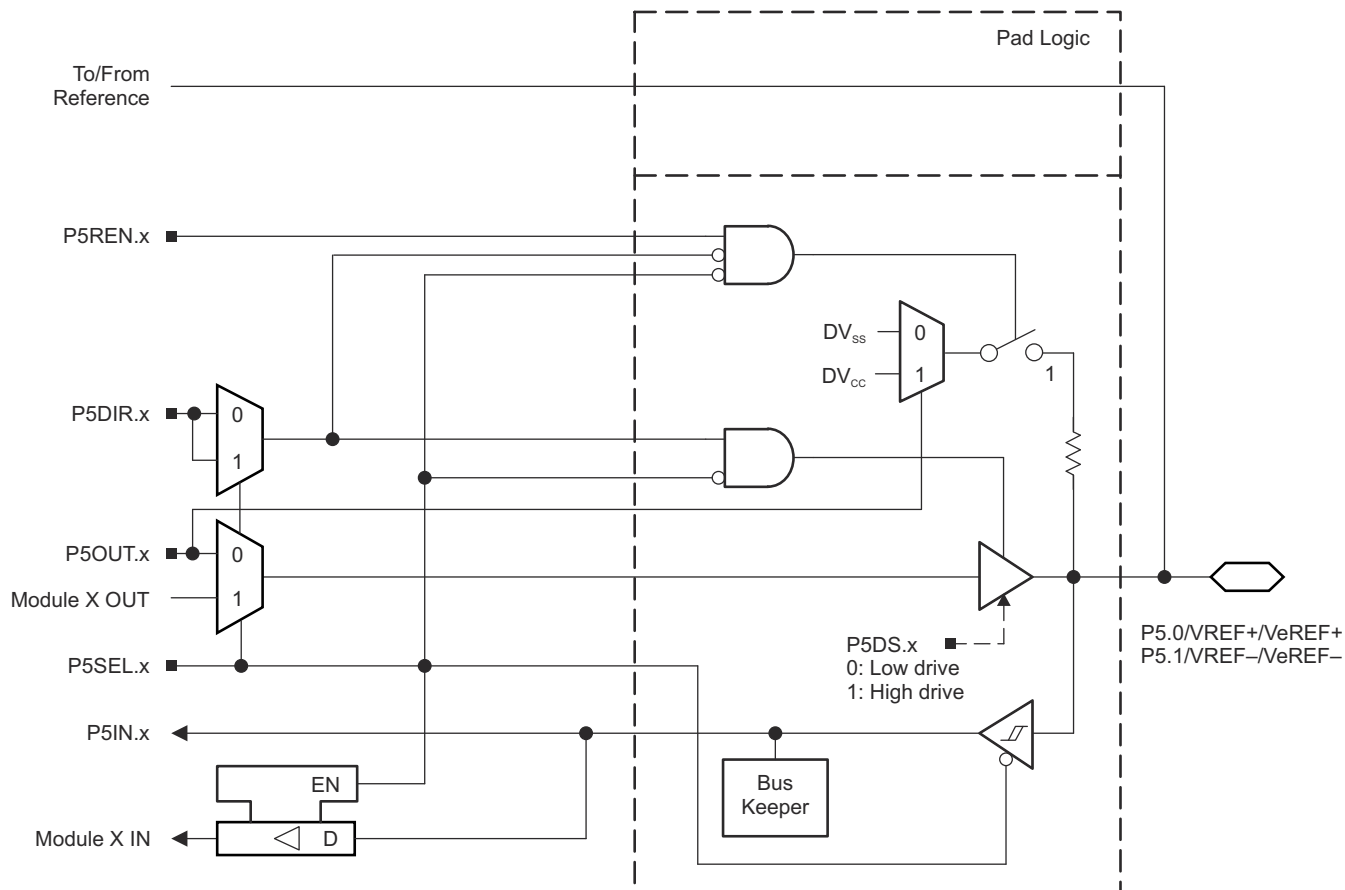 Pad Logic
To/From
Reference
P5REN.x
DVSS
0
DVCC
1
1
P5DIR.x
0
1
P5OUT.x
0
Module X OUT
1
P5SEL.x
P5DS.x
0: Low drive
1: High drive
P5.0/VREF+/VeREF+
P5.1/VREF–/VeREF–
P5IN.x
Bus
Keeper
EN
Module X IN
D